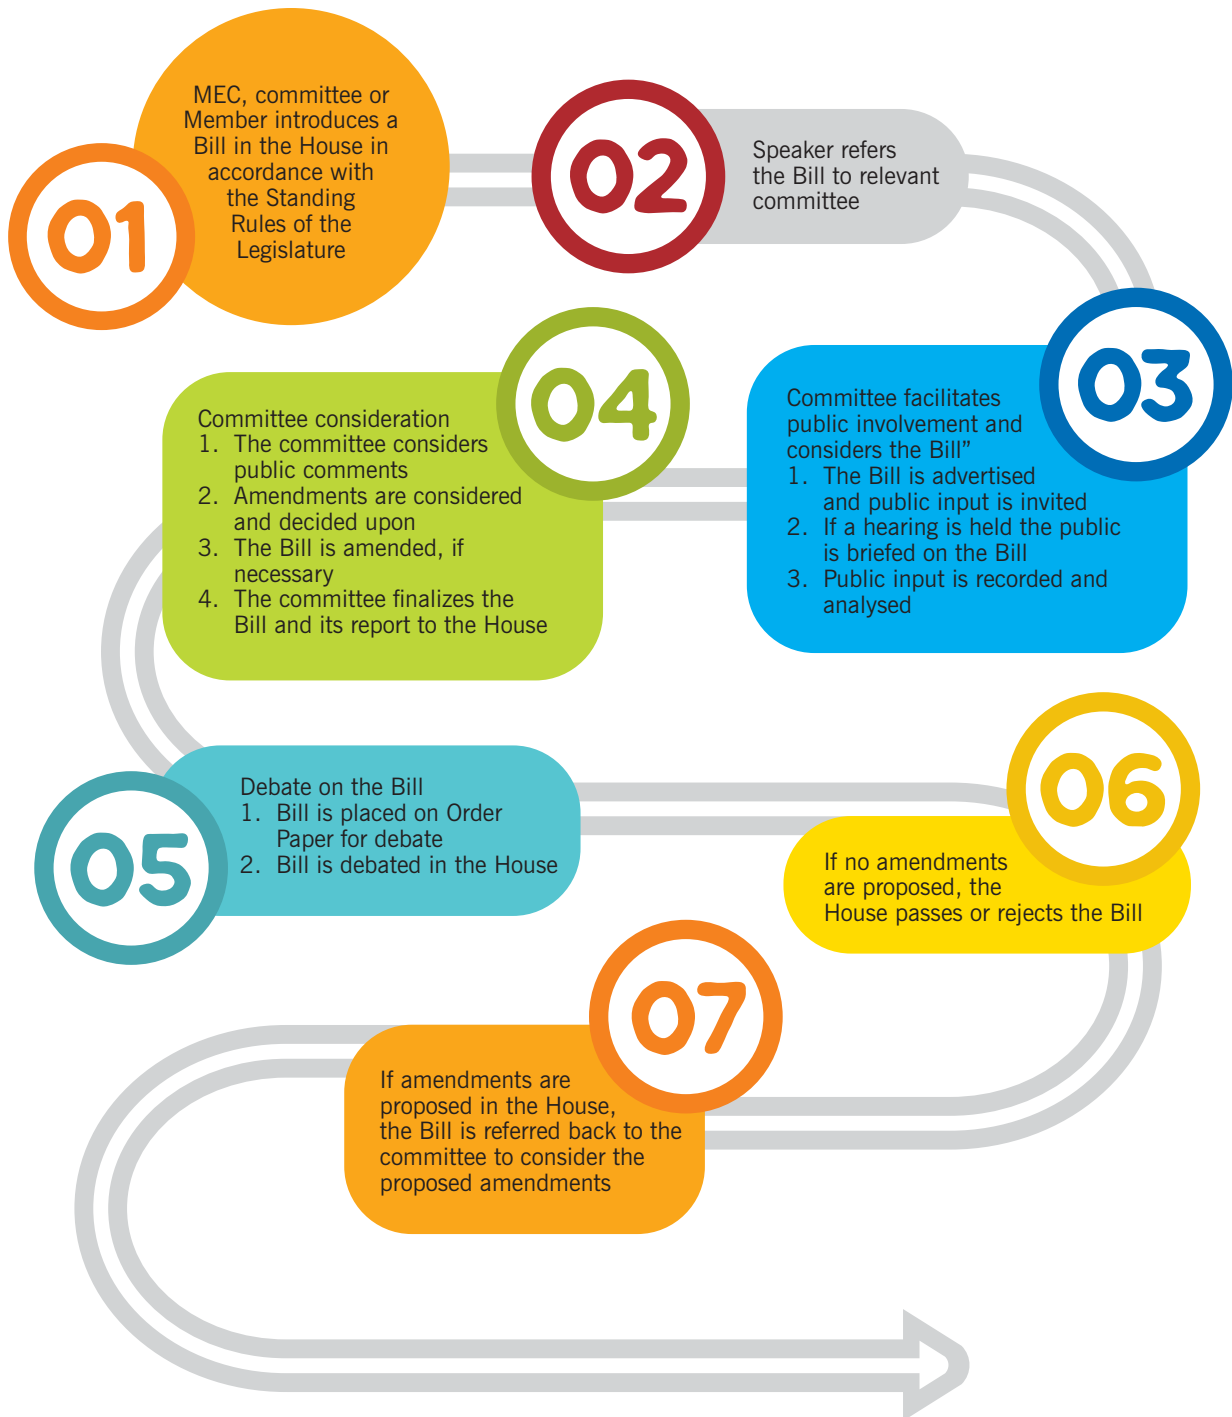 01
MEC, committee or
Member introduces a
Bill in the House in
accordance with
the Standing
Rules of the
Legislature
02
Speaker refers
the Bill to relevant
committee
03
Committee facilitates
public involvement and
considers the Bill”
1. The Bill is advertised
and public input is invited
2. If a hearing is held the public
is briefed on the Bill
3. Public input is recorded and
analysed
04
Committee consideration
1. The committee considers
public comments
2. Amendments are considered
and decided upon
3. The Bill is amended, if
necessary
4. The committee finalizes the
Bill and its report to the House
05
Debate on the Bill
1. Bill is placed on Order
Paper for debate
2. Bill is debated in the House
06
If no amendments
are proposed, the
House passes or rejects the Bill
07
If amendments are
proposed in the House,
the Bill is referred back to the
committee to consider the
proposed amendments